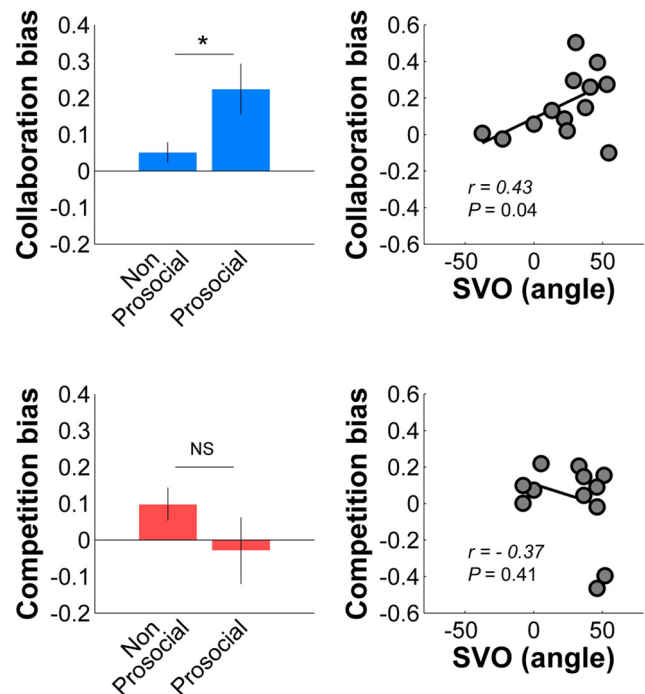 Collaboration bias
0.4
0.3
0.2
0.1
0
-0.1
-0.2
*
Non
Prosocial
Prosocial
Collaboration bias
0.6
0.4
0.2
0
-0.2
-0.4
-0.6
r = 0.43
P = 0.04
-50
0
50
SVO (angle)
Competition bias
0.4
0.3
0.2
0.1
0
-0.1
-0.2
NS
Non
Prosocial
Prosocial
Competition bias
0.6
0.4
0.2
0
-0.2
-0.4
-0.6
r = - 0.37
P = 0.41
-50
0
50
SVO (angle)